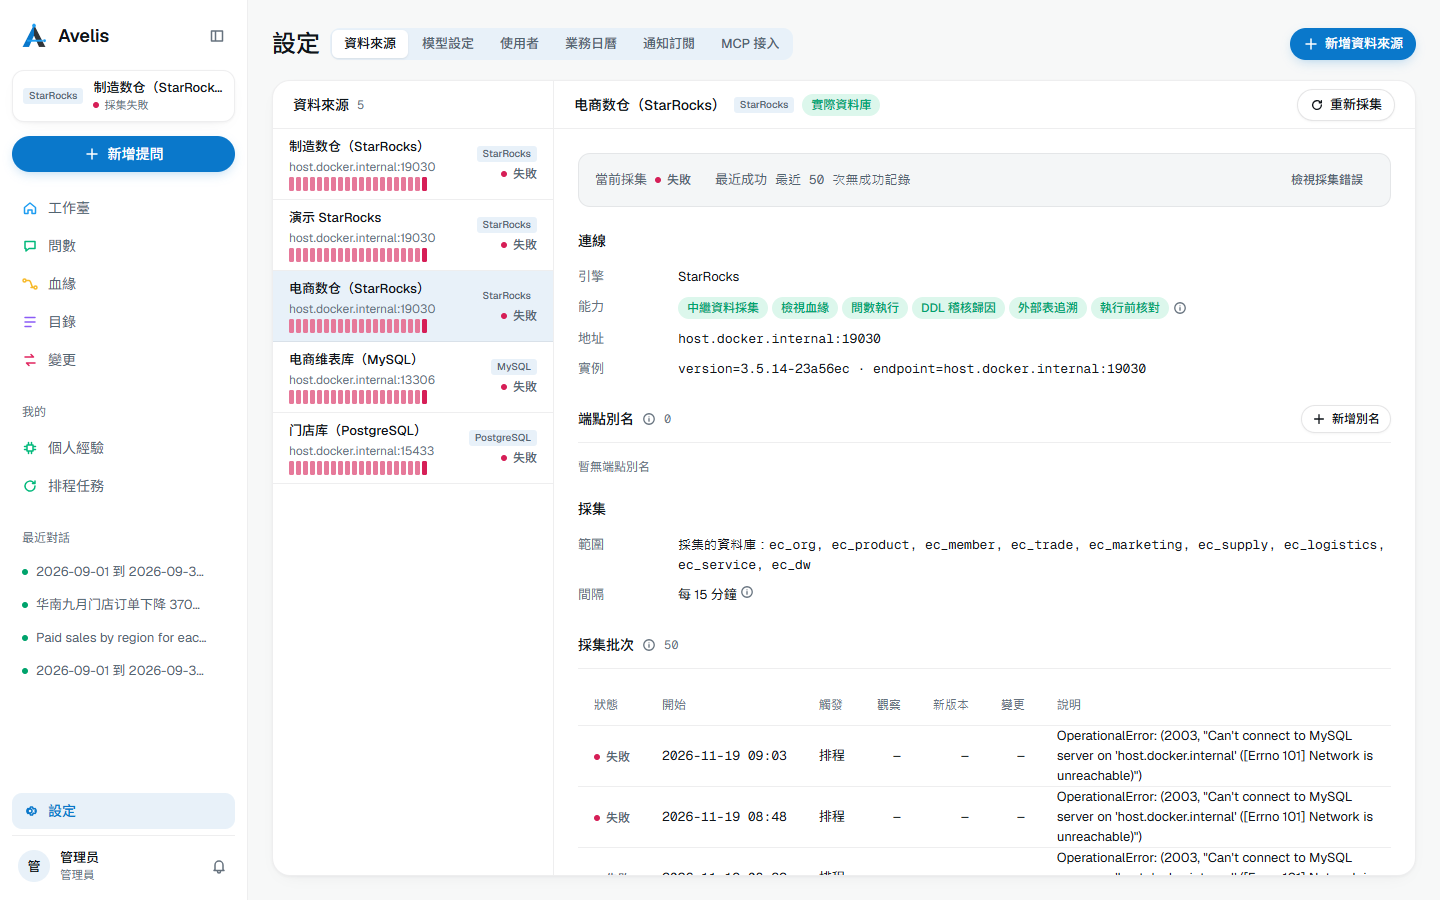 Avelis
StarRocks
制造数仓（StarRock...
採集失敗
新增提問
工作臺
問數
血緣
目錄
變更
我的
個人經驗
排程任務
最近對話
2026-09-01 到 2026-09-3...
华南九月门店订单下降 370...
Paid sales by region for eac...
2026-09-01 到 2026-09-3...
設定
管
管理员
管理員
設定
資料來源
模型設定
使用者
業務日曆
通知訂閱
MCP 接入
新增資料來源
資料來源 5
制造数仓（StarRocks）
host.docker.internal:19030
StarRocks
失敗
演示 StarRocks
host.docker.internal:19030
StarRocks
失敗
电商数仓（StarRocks）
host.docker.internal:19030
StarRocks
失敗
电商维表库（MySQL）
host.docker.internal:13306
MySQL
失敗
门店库（PostgreSQL）
host.docker.internal:15433
PostgreSQL
失敗
电商数仓（StarRocks） StarRocks 實際資料庫
重新採集
當前採集 失敗 最近成功 最近 50 次無成功記錄
檢視採集錯誤
連線
引擎 StarRocks
能力 中繼資料採集 檢視血緣 問數執行 DDL 稽核歸因 外部表追溯 執行前核對
地址 host.docker.internal:19030
實例 version=3.5.14-23a56ec · endpoint=host.docker.internal:19030
端點別名 0
新增別名
暫無端點別名
採集
範圍 採集的資料庫：ec_org, ec_product, ec_member, ec_trade, ec_marketing, ec_supply, ec_logistics,
ec_service, ec_dw
間隔 每 15 分鐘
採集批次 50
狀態 開始 觸發 觀察 新版本 變更 說明
失敗 2026-11-19 09:03 排程 — — — OperationalError: (2003, "Can't connect to MySQL
server on 'host.docker.internal' ([Errno 101] Network is
unreachable)")
失敗 2026-11-19 08:48 排程 — — — OperationalError: (2003, "Can't connect to MySQL
server on 'host.docker.internal' ([Errno 101] Network is
unreachable)")
OperationalError: (2003, "Can't connect to MySQL